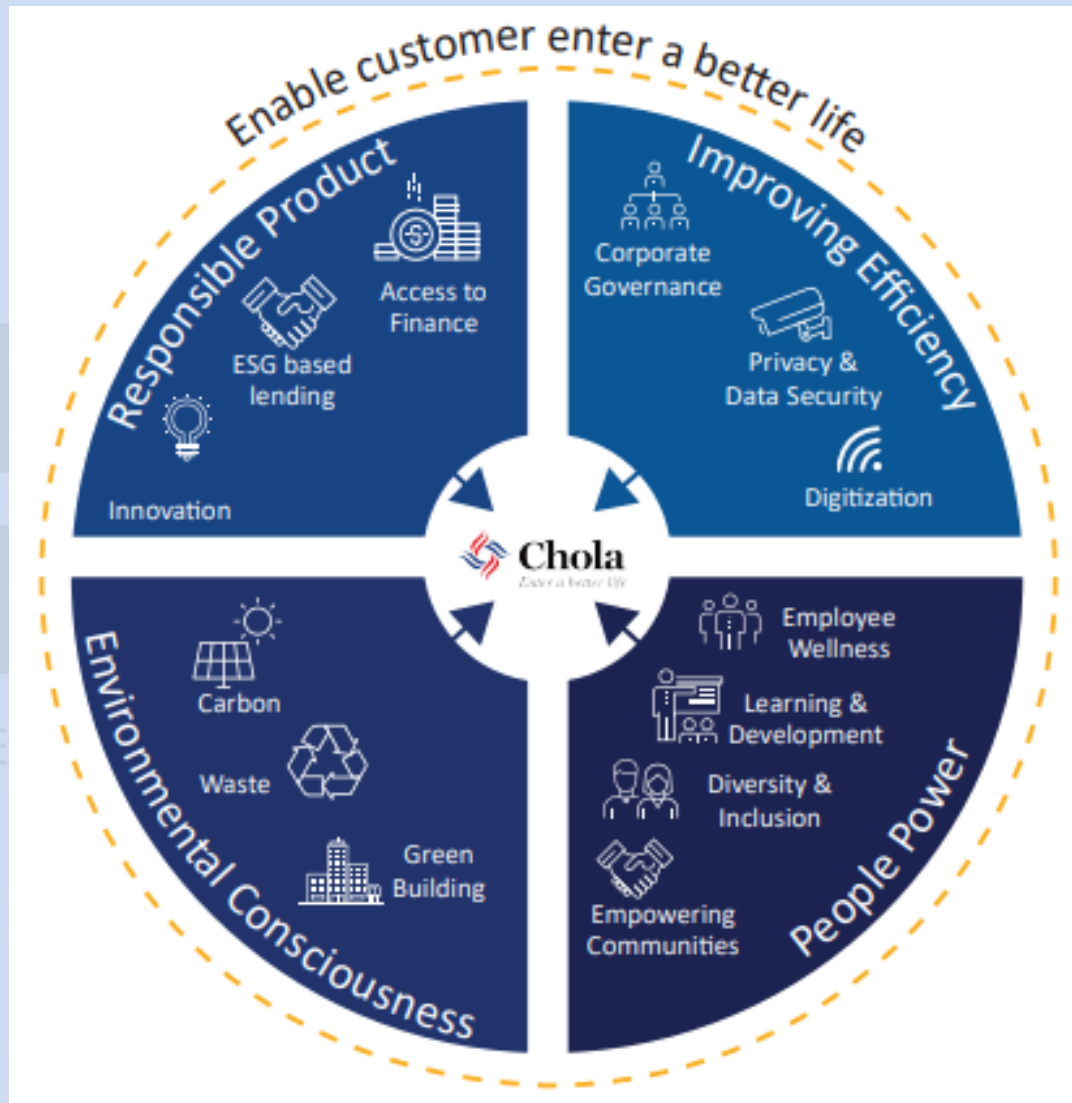 Enable customer enter a better life
Responsible Product
Access to
Finance
ESG based
lending
Innovation
Improving Efficiency
Corporate
Governance
Privacy &
Data Security
Digitization
Chola
Enter a better life
Environmental Consciousness
Carbon
Waste
Green
Building
People Power
Employee
Wellness
Learning &
Development
Diversity &
Inclusion
Empowering
Communities